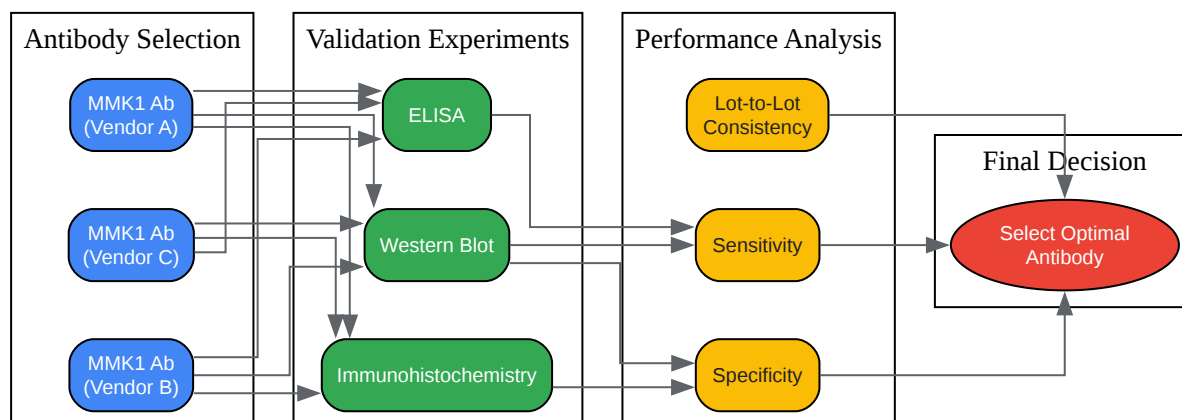 Antibody Selection
MMK1 Ab
(Vendor A)
MMK1 Ab
(Vendor C)
MMK1 Ab
(Vendor B)
Validation Experiments
ELISA
Western Blot
Immunohistochemistry
Performance Analysis
Lot-to-Lot
Consistency
Sensitivity
Specificity
Final Decision
Select Optimal
Antibody